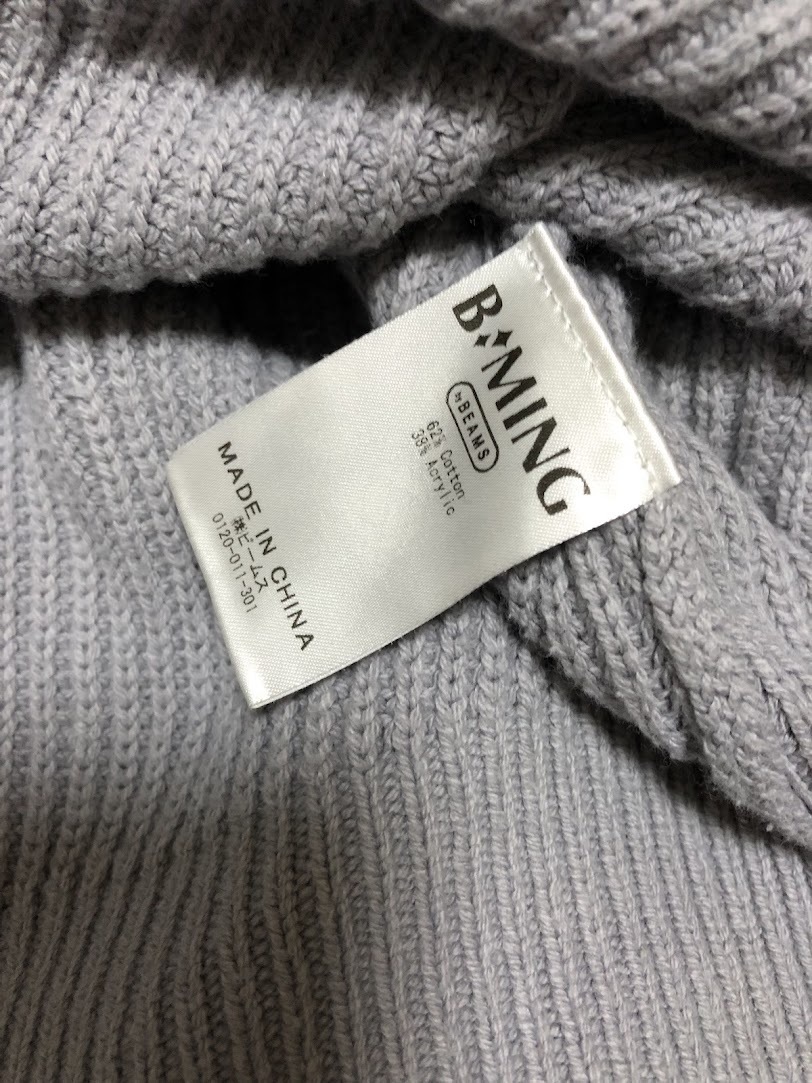 B✦MING
by BEAMS
62% Cotton
38% Acrylic
MADE IN CHINA
㈱ビームス
0120-011-301